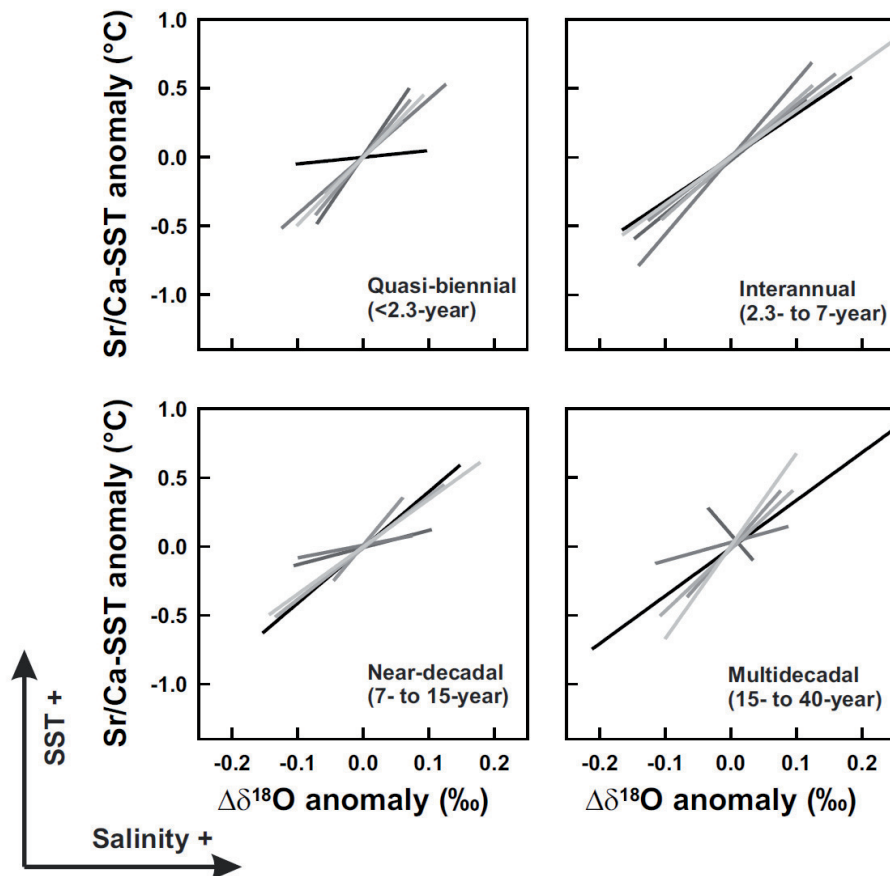 Sr/Ca-SST anomaly (°C)
1.0
0.5
0.0
-0.5
-1.0
Quasi-biennial
(<2.3-year)
Interannual
(2.3- to 7-year)
Sr/Ca-SST anomaly (°C)
1.0
0.5
0.0
-0.5
-1.0
Near-decadal
(7- to 15-year)
Multidecadal
(15- to 40-year)
-0.2 -0.1 0.0 0.1 0.2
-0.2 -0.1 0.0 0.1 0.2
Δδ¹⁸O anomaly (‰)
Δδ¹⁸O anomaly (‰)
SST +
Salinity +